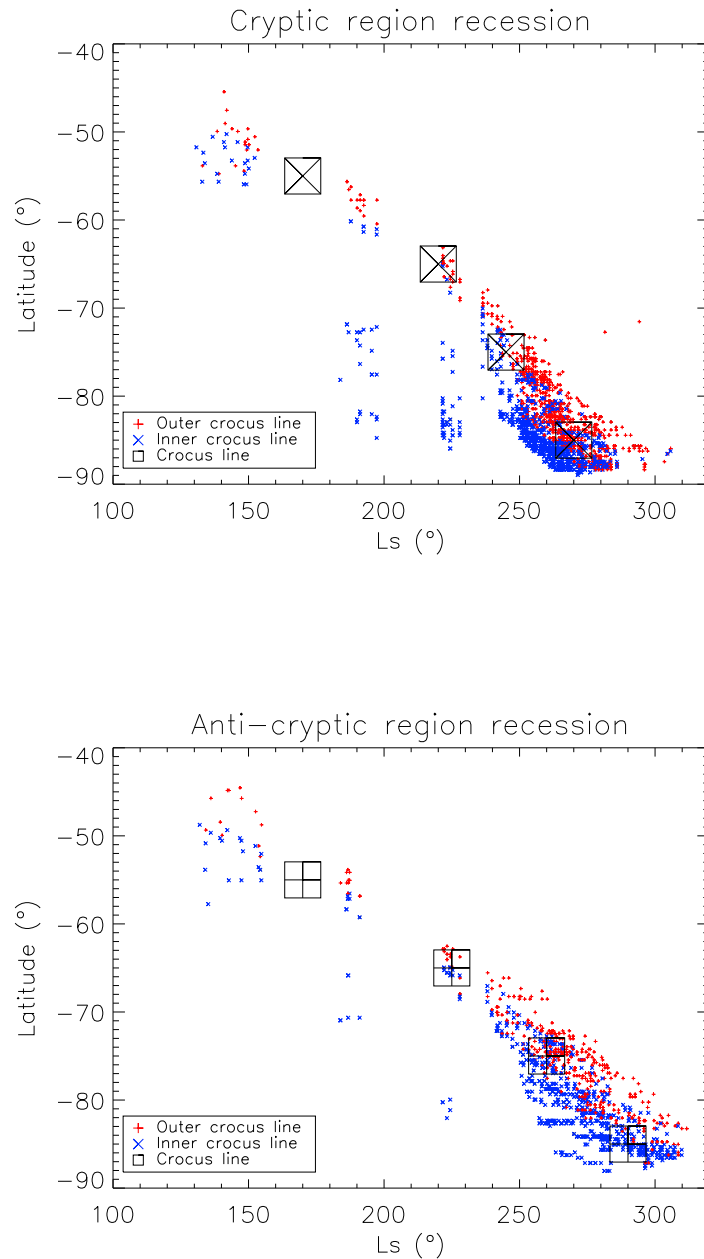 Cryptic region recession
−40
−50
−60
−70
−80
−90
Latitude (°)
Outer crocus line
Inner crocus line
Crocus line
100
150
200
250
300
Ls (°)
Anti−cryptic region recession
−40
−50
−60
−70
−80
−90
Latitude (°)
Outer crocus line
Inner crocus line
Crocus line
100
150
200
250
300
Ls (°)